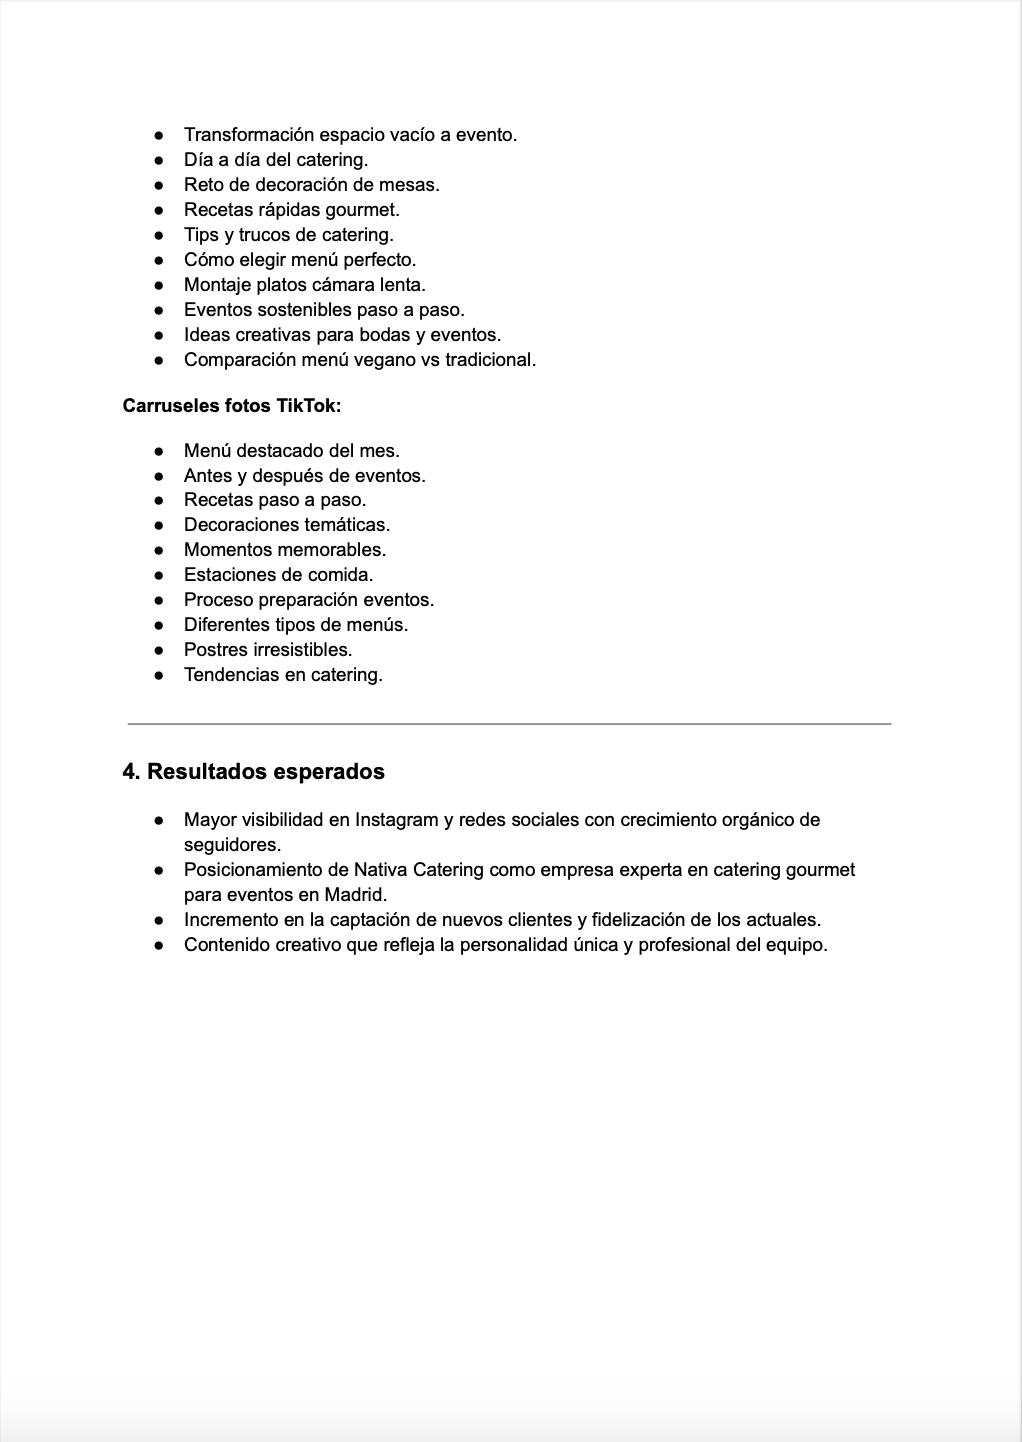 ● Transformación espacio vacío a evento.
● Día a día del catering.
● Reto de decoración de mesas.
● Recetas rápidas gourmet.
● Tips y trucos de catering.
● Cómo elegir menú perfecto.
● Montaje platos cámara lenta.
● Eventos sostenibles paso a paso.
● Ideas creativas para bodas y eventos.
● Comparación menú vegano vs tradicional.
Carruseles fotos TikTok:
● Menú destacado del mes.
● Antes y después de eventos.
● Recetas paso a paso.
● Decoraciones temáticas.
● Momentos memorables.
● Estaciones de comida.
● Proceso preparación eventos.
● Diferentes tipos de menús.
● Postres irresistibles.
● Tendencias en catering.
4. Resultados esperados
● Mayor visibilidad en Instagram y redes sociales con crecimiento orgánico de
seguidores.
● Posicionamiento de Nativa Catering como empresa experta en catering gourmet
para eventos en Madrid.
● Incremento en la captación de nuevos clientes y fidelización de los actuales.
● Contenido creativo que refleja la personalidad única y profesional del equipo.